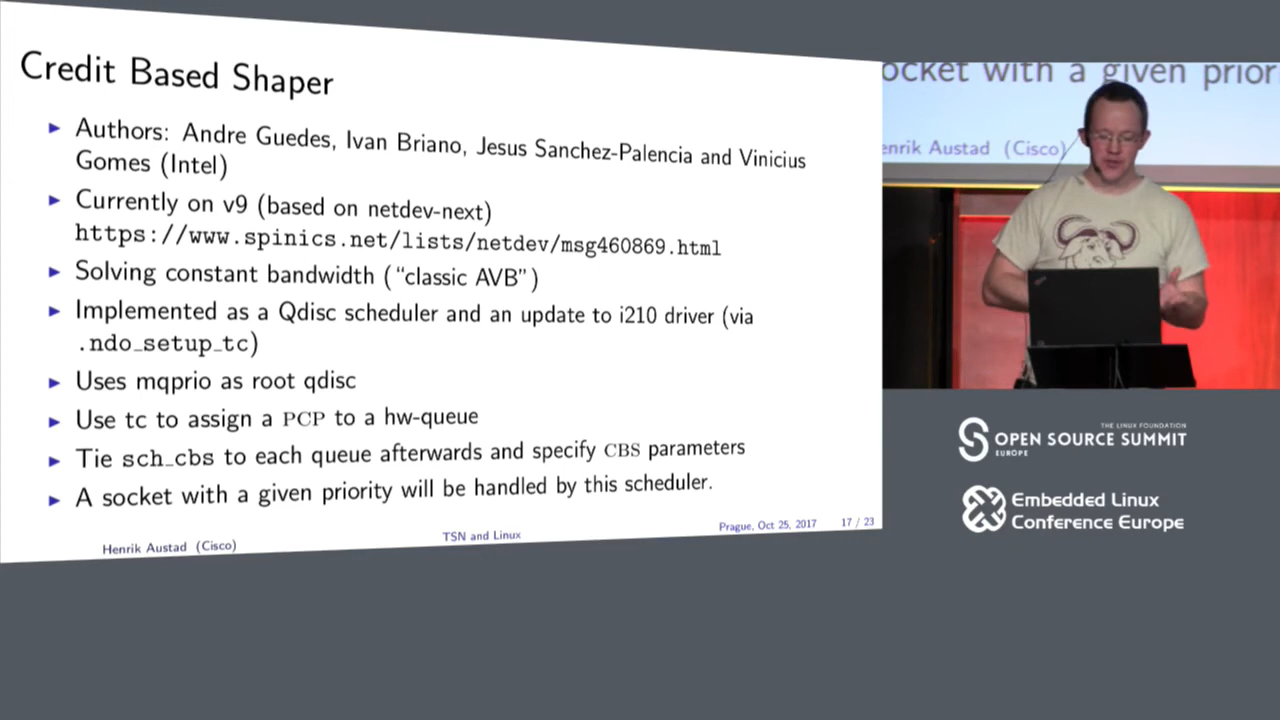 Credit Based Shaper
▶ Authors: Andre Guedes, Ivan Briano, Jesus Sanchez-Palencia and Vinicius
Gomes (Intel)
▶ Currently on v9 (based on netdev-next)
https://www.spinics.net/lists/netdev/msg460869.html
▶ Solving constant bandwidth (“classic AVB”)
▶ Implemented as a Qdisc scheduler and an update to i210 driver (via
.ndo_setup_tc)
▶ Uses mqprio as root qdisc
▶ Use tc to assign a PCP to a hw-queue
▶ Tie sch_cbs to each queue afterwards and specify CBS parameters
▶ A socket with a given priority will be handled by this scheduler.
Henrik Austad (Cisco)
TSN and Linux
Prague, Oct 25, 2017
17 / 23
ocket with a given prior
enrik Austad (Cisco)
THE LINUX FOUNDATION
OPEN SOURCE SUMMIT
EUROPE
Embedded Linux
Conference Europe